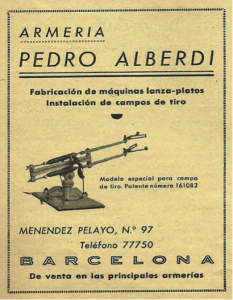 ARMERIA
PEDRO ALBERDI
Fabricación de máquinas lanza-platos
Instalación de campos de tiro
Modelo especial para campo
de tiro. Patente número 161082
MENENDEZ PELAYO, N.º 97
Teléfono 77750
BARCELONA
De venta en las principales armerías